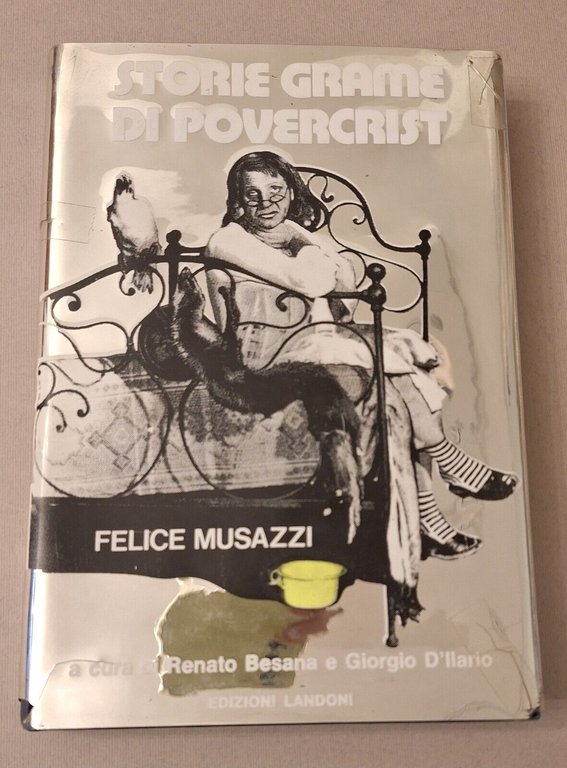 STORIE GRAME
DI POVERCRIST
FELICE MUSAZZI
a cura di Renato Besana e Giorgio D'Ilario
EDIZIONI LANDONI